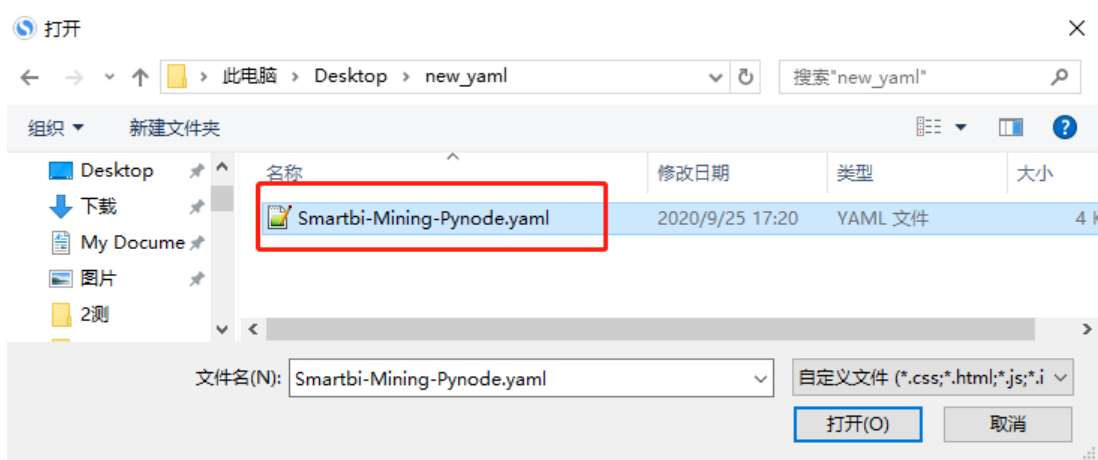 打开
此电脑 › Desktop › new_yaml
搜索"new_yaml"
组织
新建文件夹
名称 修改日期 类型 大小
Desktop
下载
My Docume
图片
2测
Smartbi-Mining-Pynode.yaml 2020/9/25 17:20 YAML 文件 4 K
文件名(N): Smartbi-Mining-Pynode.yaml 自定义文件 (*.css;*.html;*.js;*.i
打开(O) 取消